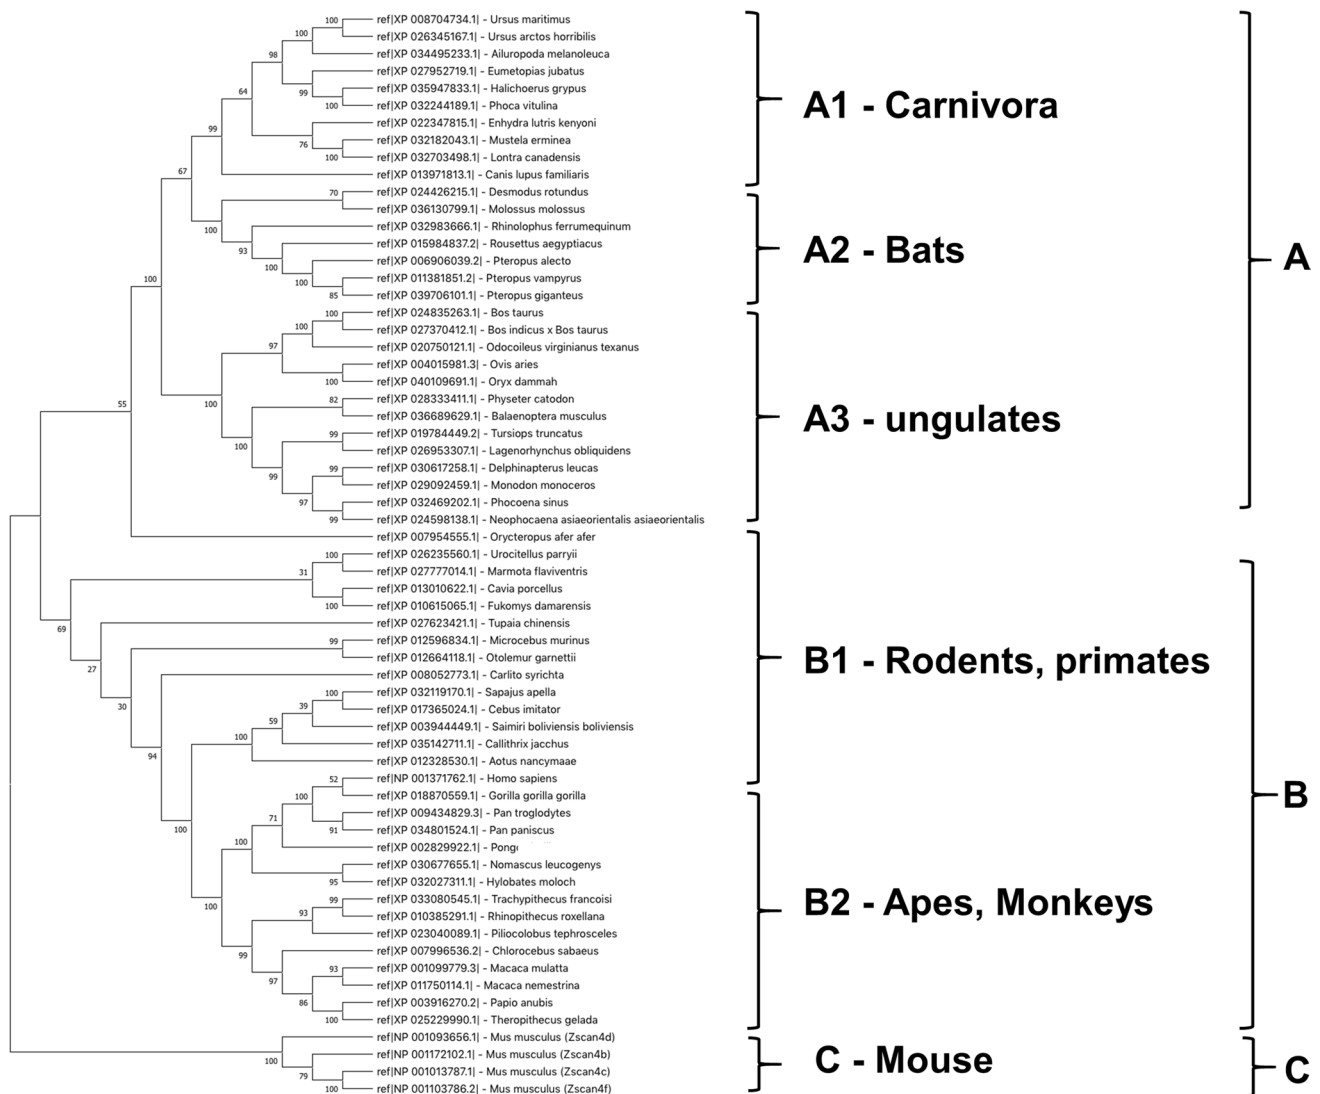 100 ref|XP 008704734.1| - Ursus maritimus
100 ref|XP 026345167.1| - Ursus arctos horribilis
98 ref|XP 034495233.1| - Ailuropoda melanoleuca
ref|XP 027952719.1| - Eumetopias jubatus
64 99 ref|XP 035947833.1| - Halichoerus grypus
100 ref|XP 032244189.1| - Phoca vitulina
A1 - Carnivora
99 ref|XP 022347815.1| - Enhydra lutris kenyoni
76 ref|XP 032182043.1| - Mustela erminea
100 ref|XP 032703498.1| - Lontra canadensis
67 ref|XP 013971813.1| - Canis lupus familiaris
70 ref|XP 024426215.1| - Desmodus rotundus
ref|XP 036130799.1| - Molossus molossus
100 ref|XP 032983666.1| - Rhinolophus ferrumequinum
93 ref|XP 015984837.2| - Rousettus aegyptiacus
A2 - Bats
A
100 ref|XP 006906039.2| - Pteropus alecto
100 100 ref|XP 011381851.2| - Pteropus vampyrus
85 ref|XP 039706101.1| - Pteropus giganteus
100 ref|XP 024835263.1| - Bos taurus
100 ref|XP 027370412.1| - Bos indicus x Bos taurus
97 ref|XP 020750121.1| - Odocoileus virginianus texanus
ref|XP 004015981.3| - Ovis aries
100 ref|XP 040109691.1| - Oryx dammah
55 100 82 ref|XP 028333411.1| - Physeter catodon
ref|XP 036689629.1| - Balaenoptera musculus
A3 - ungulates
99 ref|XP 019784449.2| - Tursiops truncatus
100 ref|XP 026953307.1| - Lagenorhynchus obliquidens
99 ref|XP 030617258.1| - Delphinapterus leucas
99 ref|XP 029092459.1| - Monodon monoceros
97 ref|XP 032469202.1| - Phocoena sinus
99 ref|XP 024598138.1| - Neophocaena asiaeorientalis asiaeorientalis
ref|XP 007954555.1| - Orycteropus afer afer
100 ref|XP 026235560.1| - Urocitellus parryii
31 ref|XP 027777014.1| - Marmota flaviventris
ref|XP 013010622.1| - Cavia porcellus
100 ref|XP 010615065.1| - Fukomys damarensis
69 ref|XP 027623421.1| - Tupaia chinensis
99 ref|XP 012596834.1| - Microcebus murinus
27 ref|XP 012664118.1| - Otolemur garnettii
B1 - Rodents, primates
ref|XP 008052773.1| - Carlito syrichta
100 ref|XP 032119170.1| - Sapajus apella
30 39 ref|XP 017365024.1| - Cebus imitator
59 ref|XP 003944449.1| - Saimiri boliviensis boliviensis
100 ref|XP 035142711.1| - Callithrix jacchus
94 ref|XP 012328530.1| - Aotus nancymaae
52 ref|NP 001371762.1| - Homo sapiens
100 ref|XP 018870559.1| - Gorilla gorilla gorilla
B
71 ref|XP 009434829.3| - Pan troglodytes
100 91 ref|XP 034801524.1| - Pan paniscus
100 ref|XP 002829922.1| - Pong
ref|XP 030677655.1| - Nomascus leucogenys
95 ref|XP 032027311.1| - Hylobates moloch
99 ref|XP 033080545.1| - Trachypithecus francoisi
100 93 ref|XP 010385291.1| - Rhinopithecus roxellana
B2 - Apes, Monkeys
ref|XP 023040089.1| - Piliocolobus tephrosceles
99 ref|XP 007996536.2| - Chlorocebus sabaeus
93 ref|XP 001099779.3| - Macaca mulatta
97 ref|XP 011750114.1| - Macaca nemestrina
86 ref|XP 003916270.2| - Papio anubis
100 ref|XP 025229990.1| - Theropithecus gelada
ref|NP 001093656.1| - Mus musculus (Zscan4d)
100 ref|NP 001172102.1| - Mus musculus (Zscan4b)
C - Mouse
C
79 ref|NP 001013787.1| - Mus musculus (Zscan4c)
100 ref|NP 001103786.2| - Mus musculus (Zscan4f)